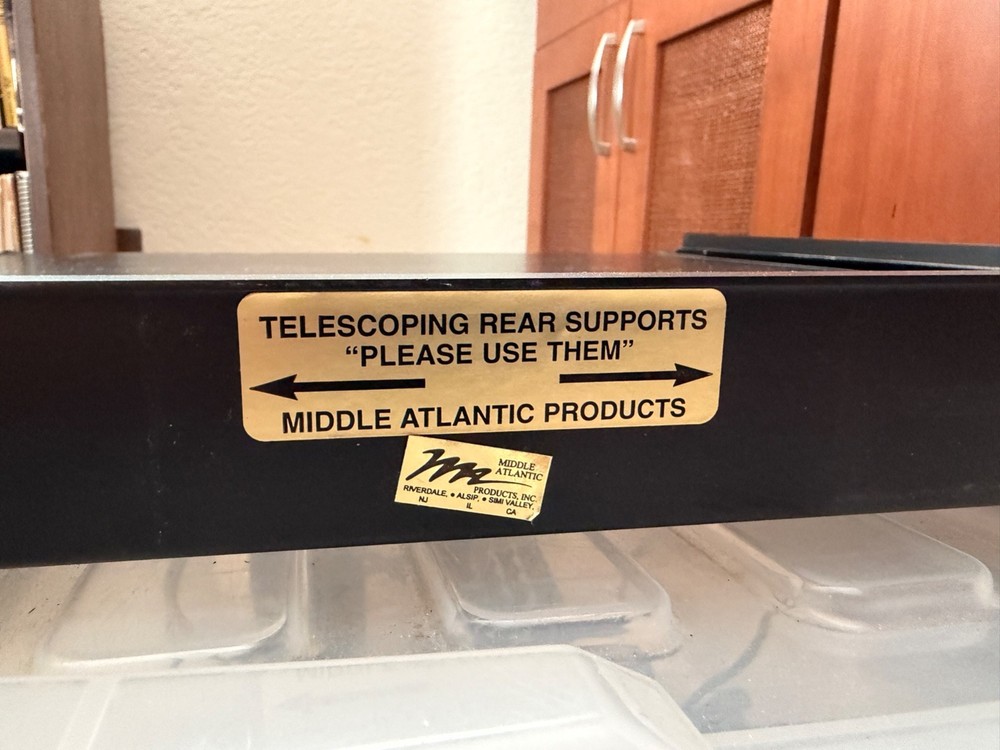 TELESCOPING REAR SUPPORTS
“PLEASE USE THEM”
MIDDLE ATLANTIC PRODUCTS
MIDDLE
ATLANTIC
PRODUCTS, INC.
RIVERDALE, • ALSIP, • SIMI VALLEY,
NJ IL CA